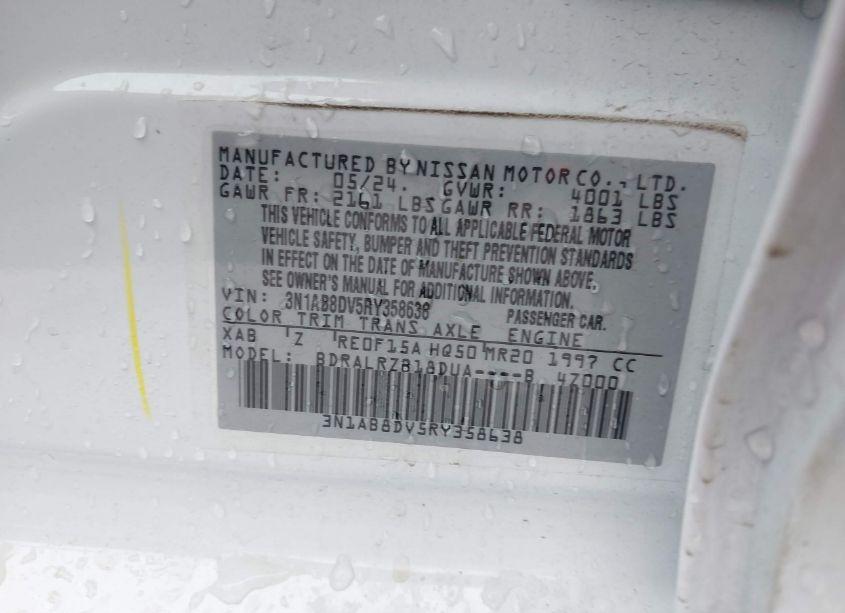 MANUFACTURED BY NISSAN MOTOR CO., LTD.
DATE: 05/24. GVWR: 4001 LBS
GAWR FR: 2161 LBS GAWR RR: 1863 LBS
THIS VEHICLE CONFORMS TO ALL APPLICABLE FEDERAL MOTOR
VEHICLE SAFETY, BUMPER AND THEFT PREVENTION STANDARDS
IN EFFECT ON THE DATE OF MANUFACTURE SHOWN ABOVE.
SEE OWNER'S MANUAL FOR ADDITIONAL INFORMATION.
VIN: 3N1AB8DV5RY358638 PASSENGER CAR.
COLOR TRIM TRANS AXLE ENGINE
XAB Z RE0F15A HQ50 MR20 1997 CC
MODEL: BDRALRZB18DUA----B 47000
3N1AB8DV5RY358638